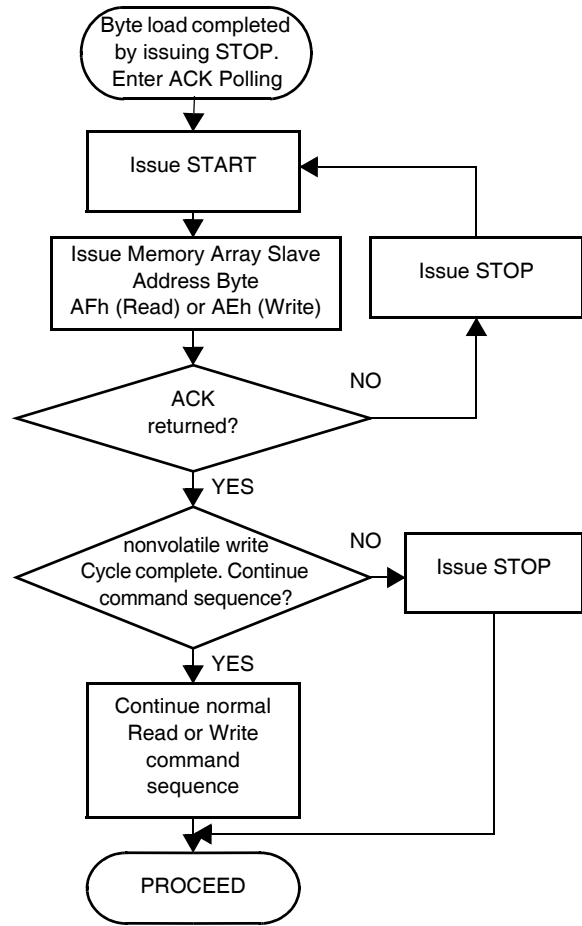 Byte load completed
by issuing STOP.
Enter ACK Polling
Issue START
Issue Memory Array Slave
Address Byte
AFh (Read) or AEh (Write)
Issue STOP
NO
ACK
returned?
YES
nonvolatile write
Cycle complete. Continue
command sequence?
NO
Issue STOP
YES
Continue normal
Read or Write
command
sequence
PROCEED